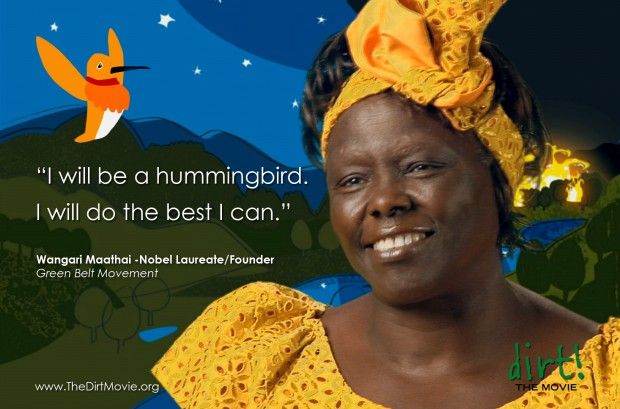 “I will be a hummingbird.
I will do the best I can.”
Wangari Maathai -Nobel Laureate/Founder
Green Belt Movement
www.TheDirtMovie.org
dirt!
THE MOVIE